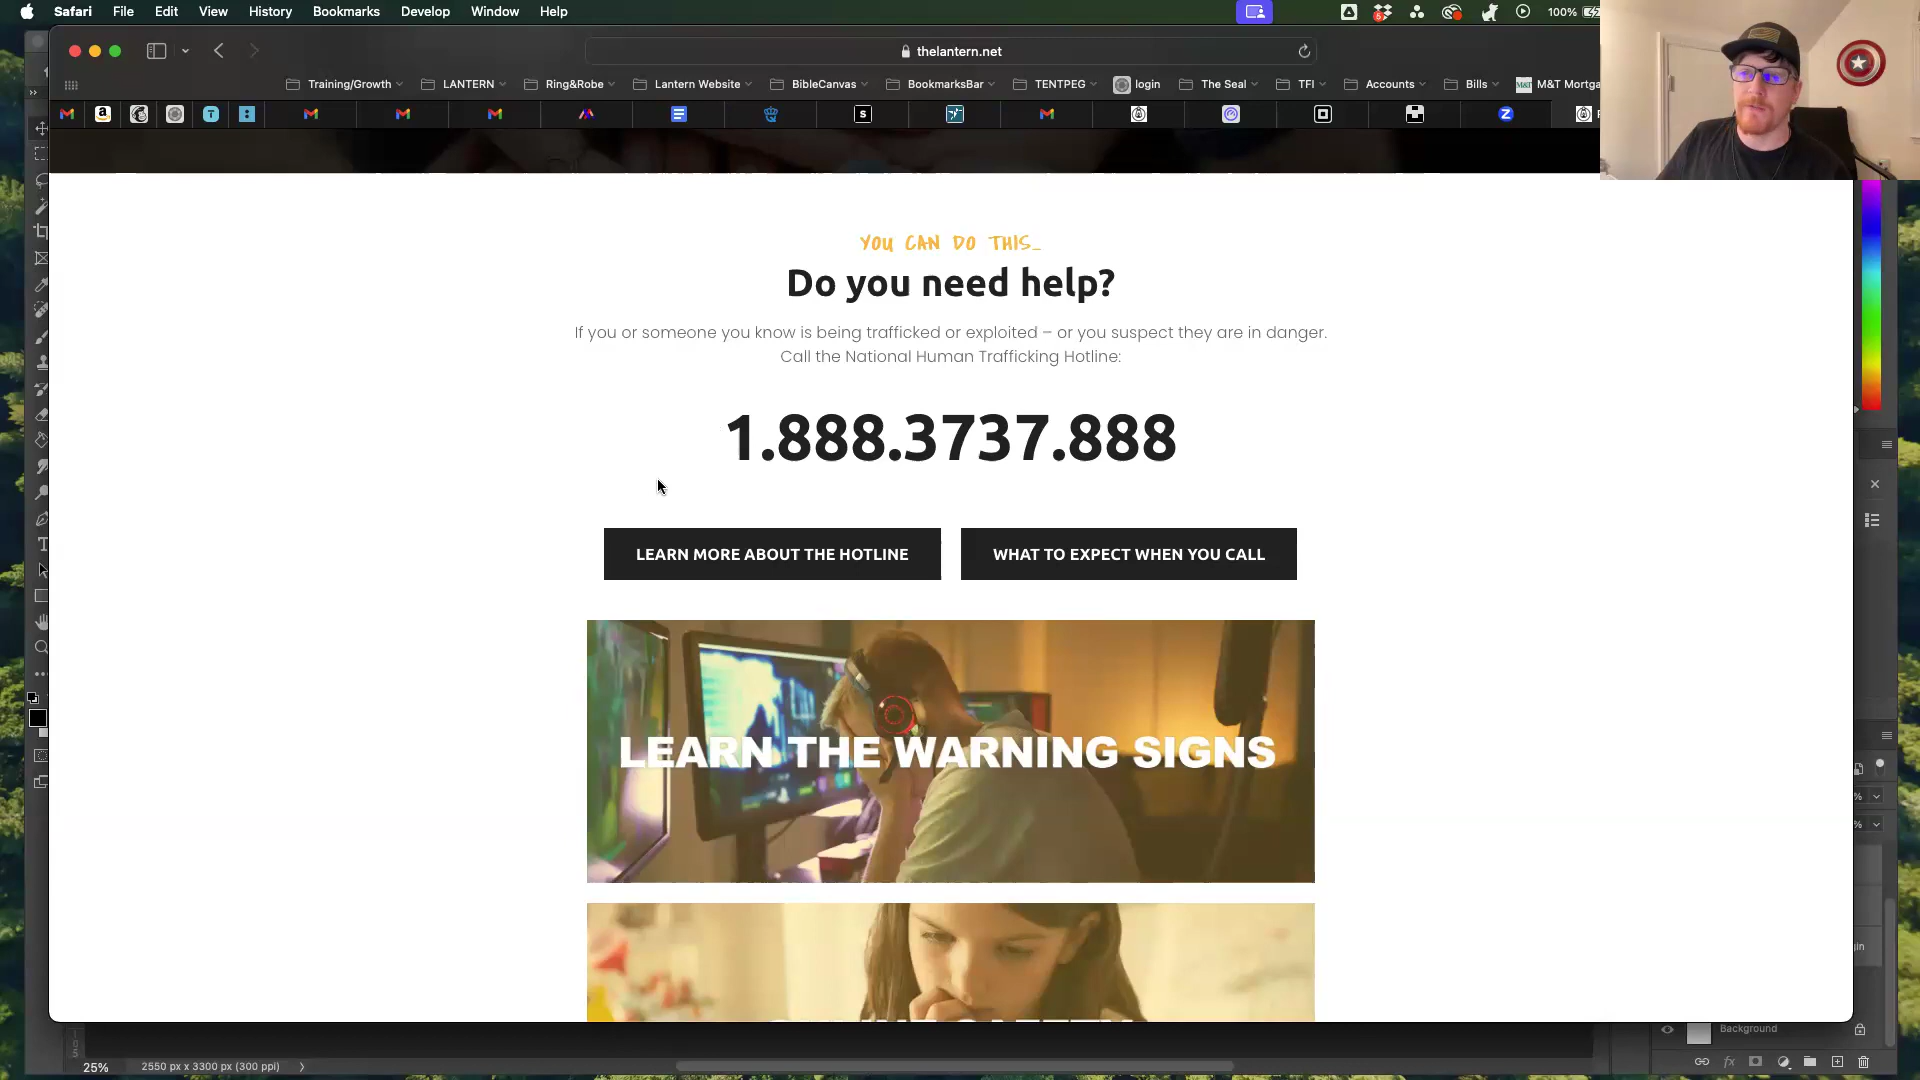 Safari File Edit View History Bookmarks Develop Window Help
100%
thelantern.net
Training/Growth LANTERN Ring&Robe Lantern Website BibleCanvas BookmarksBar TENTPEG login The Seal TFI Accounts Bills M&T Mortga
YOU CAN DO THIS_
Do you need help?
If you or someone you know is being trafficked or exploited – or you suspect they are in danger.
Call the National Human Trafficking Hotline:
1.888.3737.888
LEARN MORE ABOUT THE HOTLINE
WHAT TO EXPECT WHEN YOU CALL
LEARN THE WARNING SIGNS
Background
25%
2550 px x 3300 px (300 ppi)